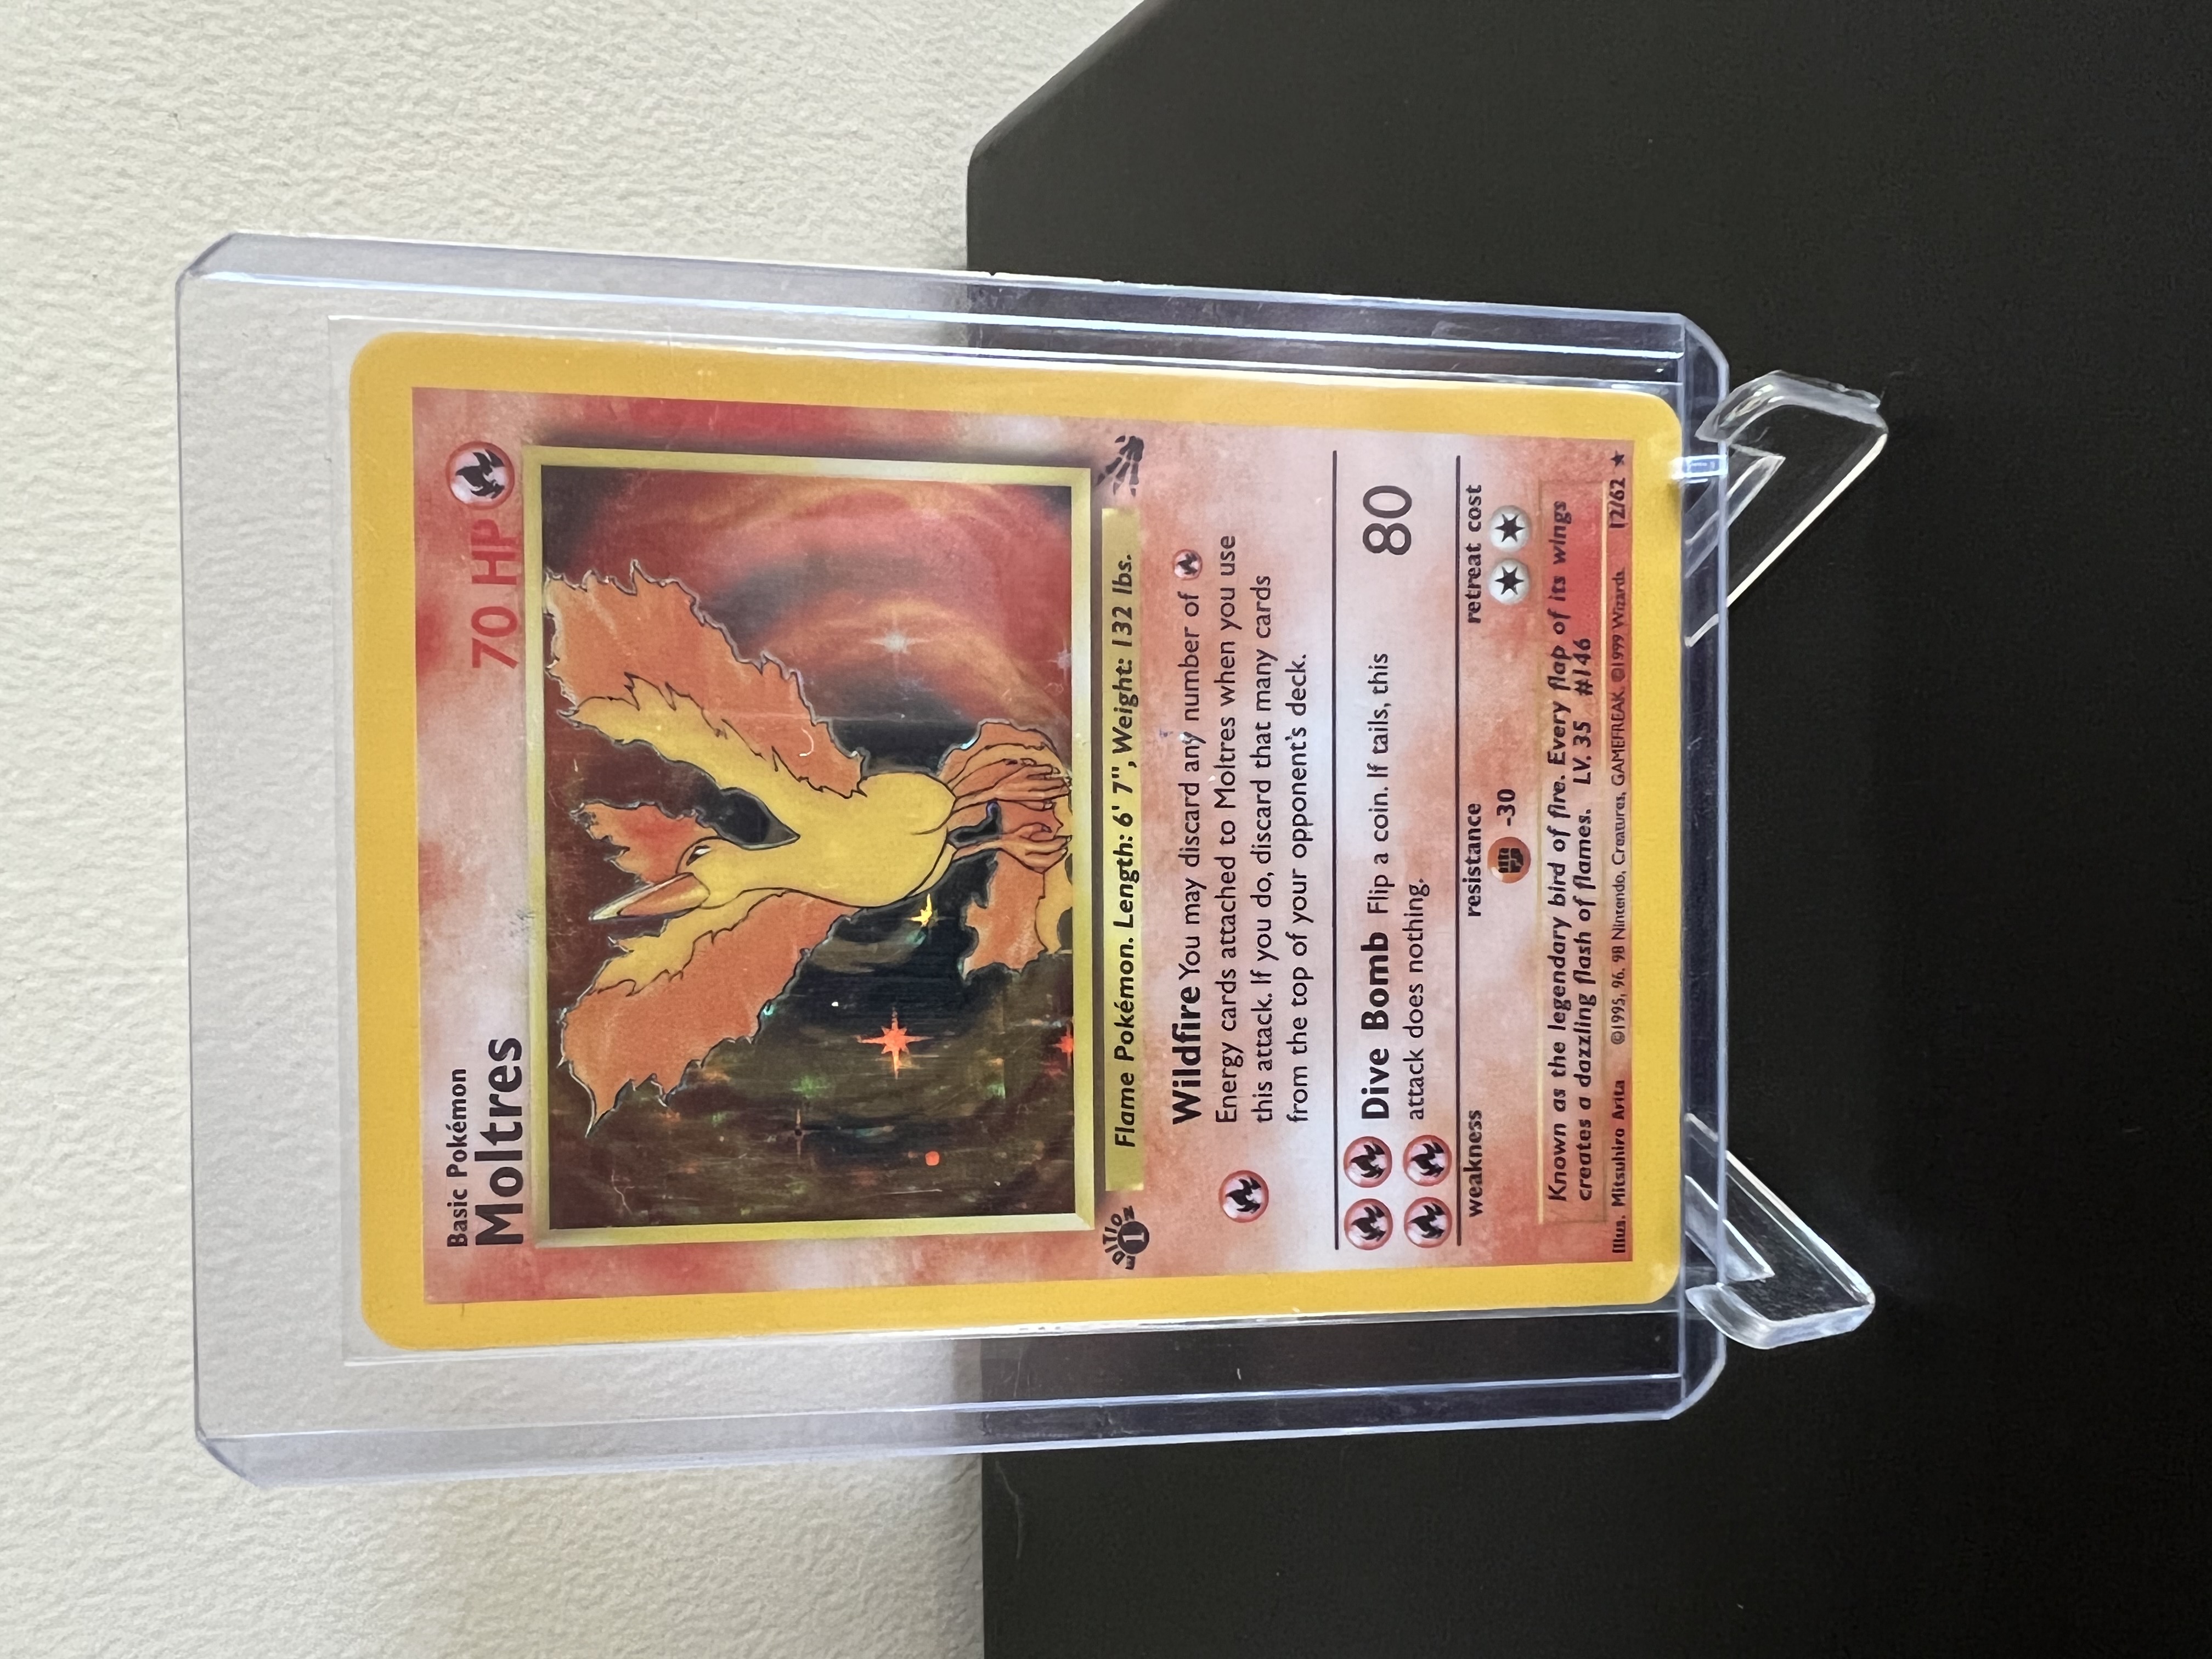 Basic Pokémon
Moltres
70 HP
EDITION
1
Flame Pokémon. Length: 6' 7", Weight: 132 lbs.
Wildfire You may discard any number of
Energy cards attached to Moltres when you use
this attack. If you do, discard that many cards
from the top of your opponent's deck.
Dive Bomb Flip a coin. If tails, this
attack does nothing.
80
weakness resistance retreat cost
-30
Known as the legendary bird of fire. Every flap of its wings
creates a dazzling flash of flames. LV. 35 #146
Illus. Mitsuhiro Arita ©1995, 96, 98 Nintendo, Creatures, GAMEFREAK. ©1999 Wizards. 12/62 ★